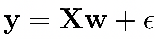 y = Xw + ϵ